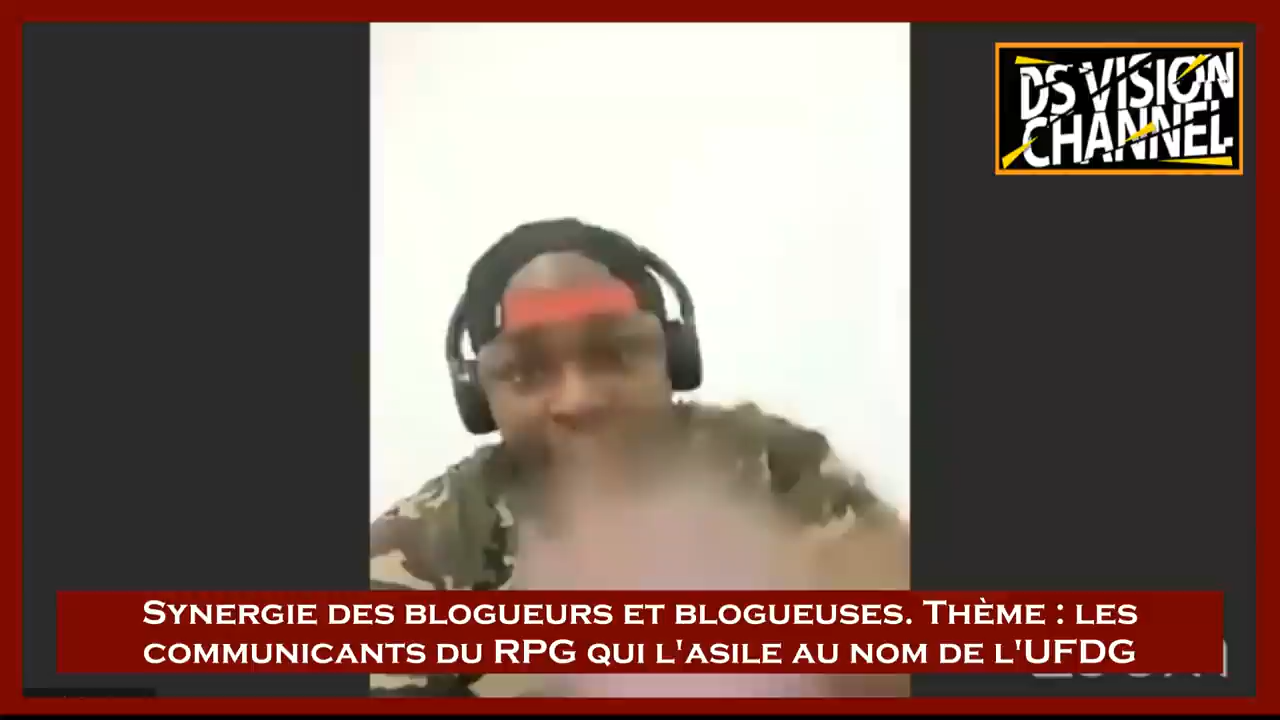 DS VISION
CHANNEL
Synergie des blogueurs et blogueuses. Thème : les
communicants du RPG qui l'asile au nom de l'UFDG